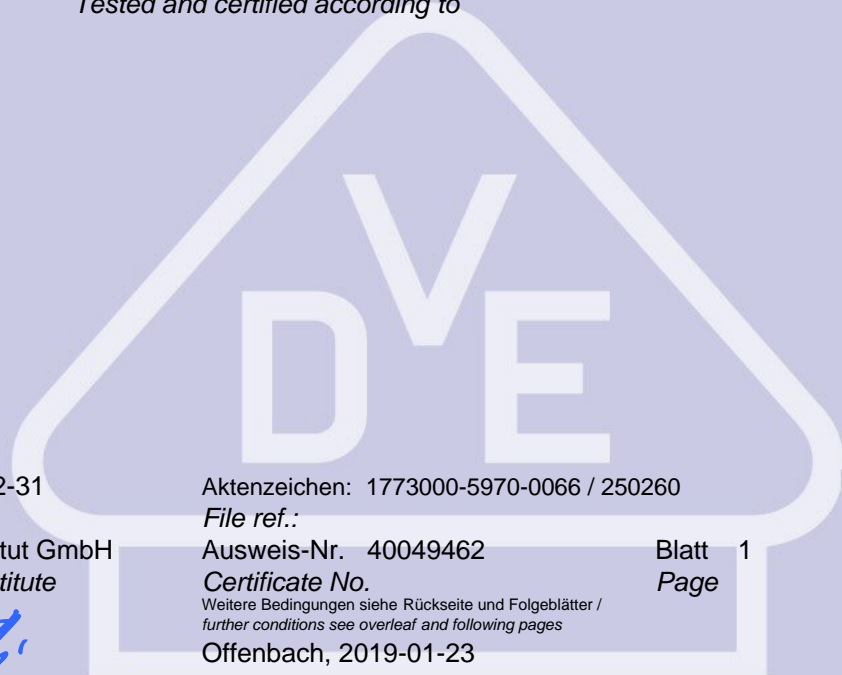 Tested and certified according to
V
D E
2-31
Aktenzeichen: 1773000-5970-0066 / 250260
File ref.:
tut GmbH Ausweis-Nr. 40049462 Blatt 1
titute Certificate No. Page
Weitere Bedingungen siehe Rückseite und Folgeblätter /
further conditions see overleaf and following pages
Offenbach, 2019-01-23